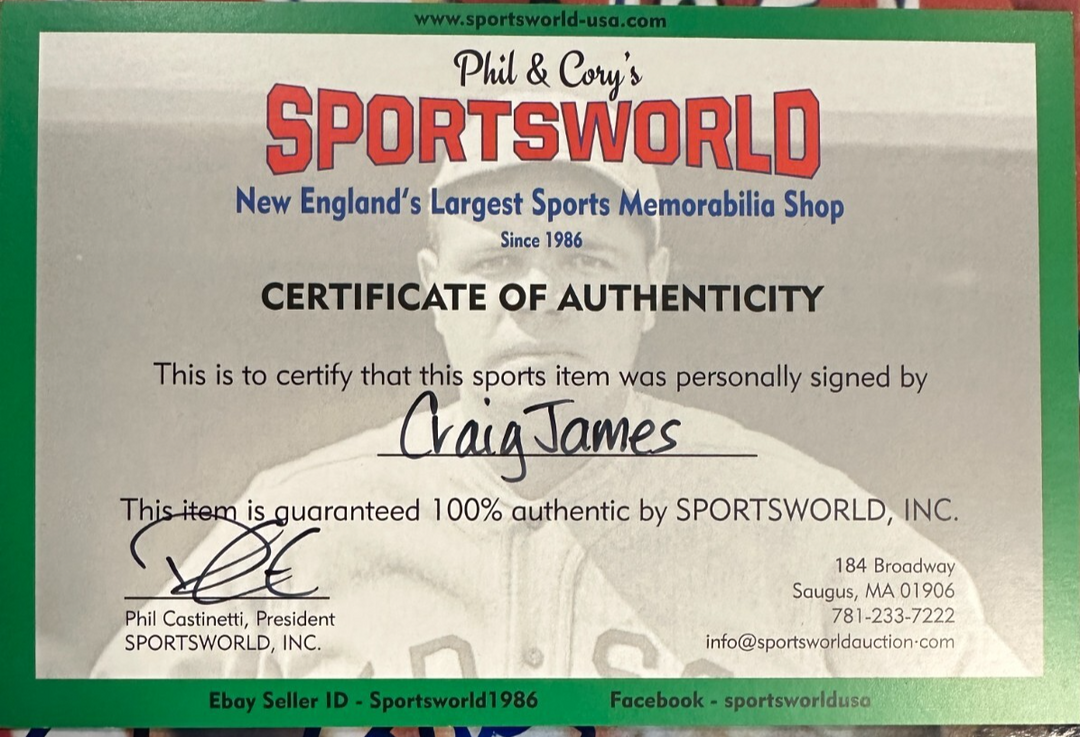 www.sportsworld-usa.com
Phil & Cory's
SPORTSWORLD
New England's Largest Sports Memorabilia Shop
Since 1986
CERTIFICATE OF AUTHENTICITY
This is to certify that this sports item was personally signed by
Craig James
This item is guaranteed 100% authentic by SPORTSWORLD, INC.
Phil Castinetti, President
SPORTSWORLD, INC.
184 Broadway
Saugus, MA 01906
781-233-7222
info@sportsworldauction.com
Ebay Seller ID - Sportsworld1986
Facebook - sportsworldusa